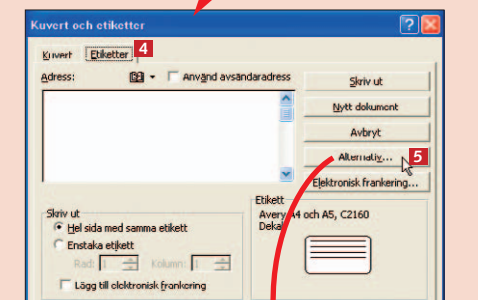 Kuvert och etiketter
Kuvert Etiketter 4
Adress: Använd avsändaradress
Skriv ut
Nytt dokument
Avbryt
Alternativ... 5
Elektronisk frankering...
Skriv ut
Hel sida med samma etikett
Enstaka etikett
Rad: 1 Kolumn: 1
Lägg till elektronisk frankering
Etikett
Avery A4 och A5, C2160